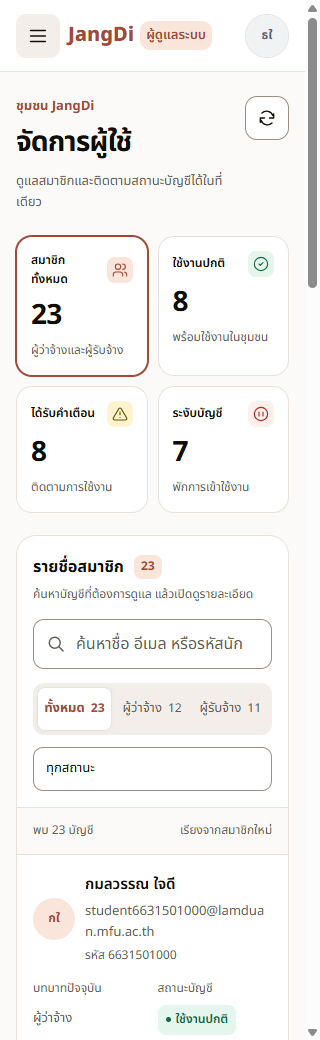 JangDi ผู้ดูแลระบบ
ธใ
ชุมชน JangDi
จัดการผู้ใช้
ดูแลสมาชิกและติดตามสถานะบัญชีได้ในที่
เดียว
สมาชิก
ทั้งหมด
23
ผู้ว่าจ้างและผู้รับจ้าง
ใช้งานปกติ
8
พร้อมใช้งานในชุมชน
ได้รับคำเตือน
8
ติดตามการใช้งาน
ระงับบัญชี
7
พักการเข้าใช้งาน
รายชื่อสมาชิก 23
ค้นหาบัญชีที่ต้องการดูแล แล้วเปิดดูรายละเอียด
ค้นหาชื่อ อีเมล หรือรหัสนัก
ทั้งหมด 23 ผู้ว่าจ้าง 12 ผู้รับจ้าง 11
ทุกสถานะ
พบ 23 บัญชี เรียงจากสมาชิกใหม่
กใ
กมลวรรณ ใจดี
student6631501000@lamdua
n.mfu.ac.th
รหัส 6631501000
บทบาทปัจจุบัน สถานะบัญชี
ผู้ว่าจ้าง ใช้งานปกติ